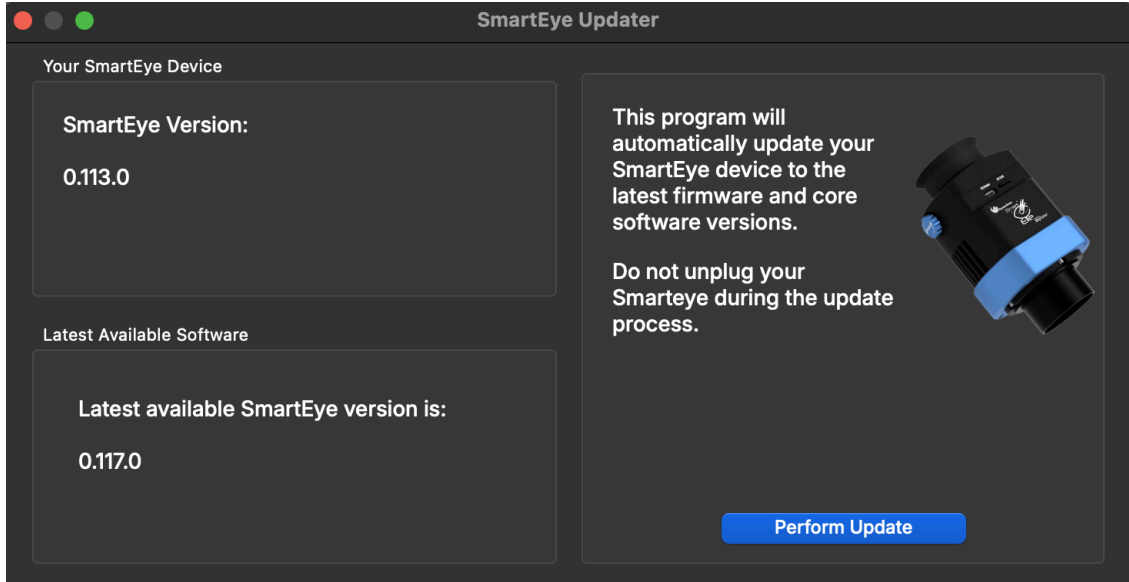 SmartEye Updater
Your SmartEye Device
SmartEye Version:
0.113.0
Latest Available Software
Latest available SmartEye version is:
0.117.0
This program will
automatically update your
SmartEye device to the
latest firmware and core
software versions.
Do not unplug your
Smarteye during the update
process.
Perform Update